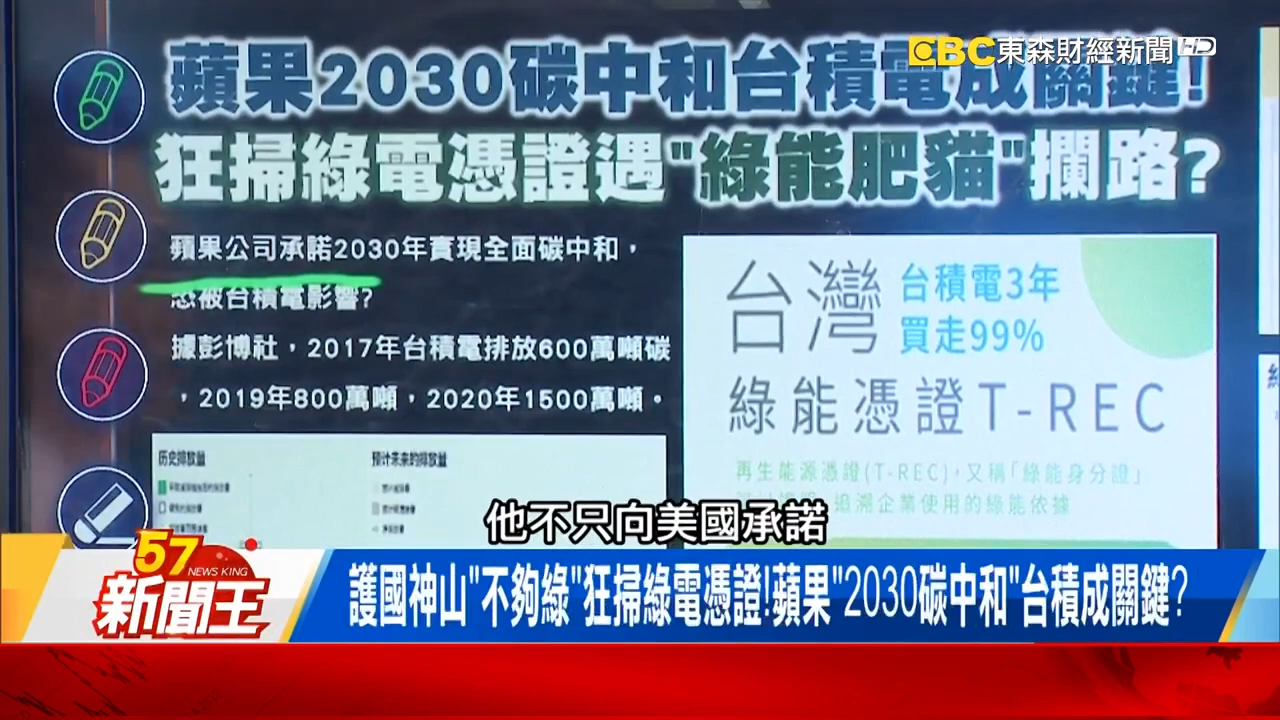 EBC 東森財經新聞 HD
蘋果2030碳中和台積電成關鍵!
狂掃綠電憑證遇"綠能肥貓"攔路?
蘋果公司承諾2030年實現全面碳中和，
恐被台積電影響?
據彭博社，2017年台積電排放600萬噸碳
，2019年800萬噸，2020年1500萬噸。
历史排放量
预计未来的排放量
台灣
台積電3年
買走99%
綠能憑證T-REC
再生能源憑證(T-REC)，又稱「綠能身分證」
追溯企業使用的綠能依據
他不只向美國承諾
57
NEWS KING
新聞王
護國神山"不夠綠"狂掃綠電憑證!蘋果"2030碳中和"台積成關鍵?